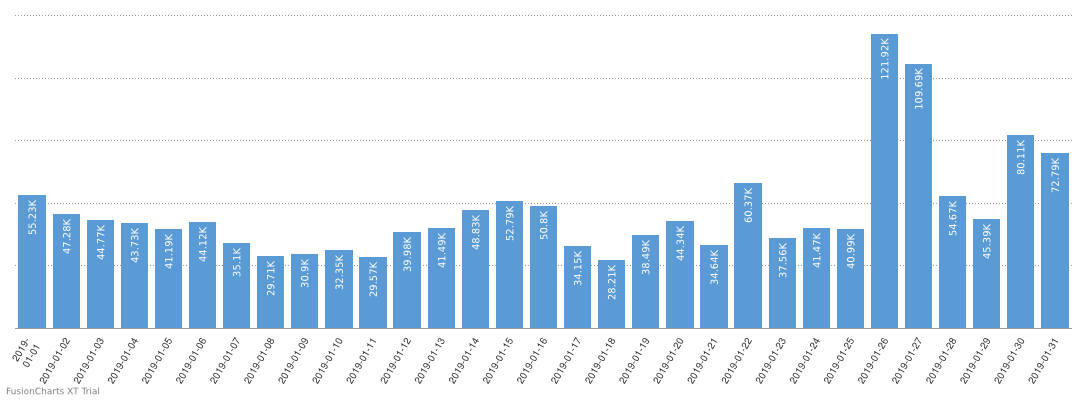 55.23K
47.28K
44.77K
43.73K
41.19K
44.12K
35.1K
29.71K
30.9K
32.35K
29.57K
39.98K
41.49K
48.83K
52.79K
50.8K
34.15K
28.21K
38.49K
44.34K
34.64K
60.37K
37.56K
41.47K
40.99K
121.92K
109.69K
54.67K
45.39K
80.11K
72.79K
2019-
01-01
2019-01-02
2019-01-03
2019-01-04
2019-01-05
2019-01-06
2019-01-07
2019-01-08
2019-01-09
2019-01-10
2019-01-11
2019-01-12
2019-01-13
2019-01-14
2019-01-15
2019-01-16
2019-01-17
2019-01-18
2019-01-19
2019-01-20
2019-01-21
2019-01-22
2019-01-23
2019-01-24
2019-01-25
2019-01-26
2019-01-27
2019-01-28
2019-01-29
2019-01-30
2019-01-31
FusionCharts XT Trial